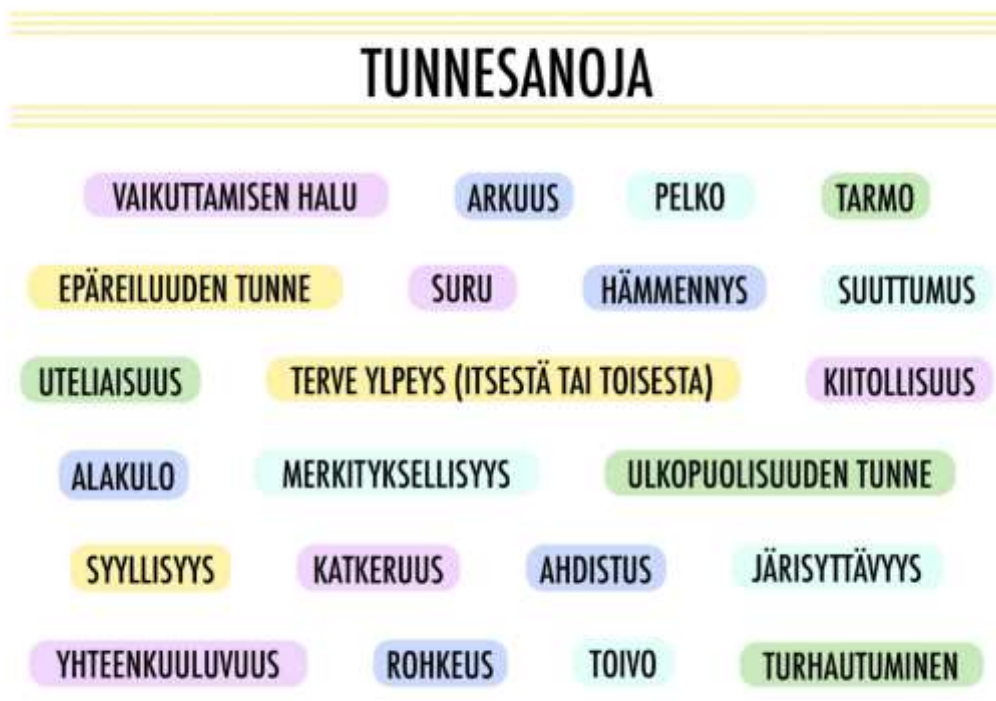 TUNNESANOJA
VAIKUTTAMISEN HALU ARKUUS PELKO TARMO
EPÄREILUUDEN TUNNE SURU HÄMMENNYS SUUTTUMUS
UTELIAISUUS TERVE YLPEYS (ITSESTÄ TAI TOISESTA) KIITOLLISUUS
ALAKULO MERKITYKSELLISYYS ULKOPUOLISUUDEN TUNNE
SYYLLISYYS KATKERUUS AHDISTUS JÄRISYTTÄVYYS
YHTEENKUULUVUUS ROHKEUS TOIVO TURHAUTUMINEN